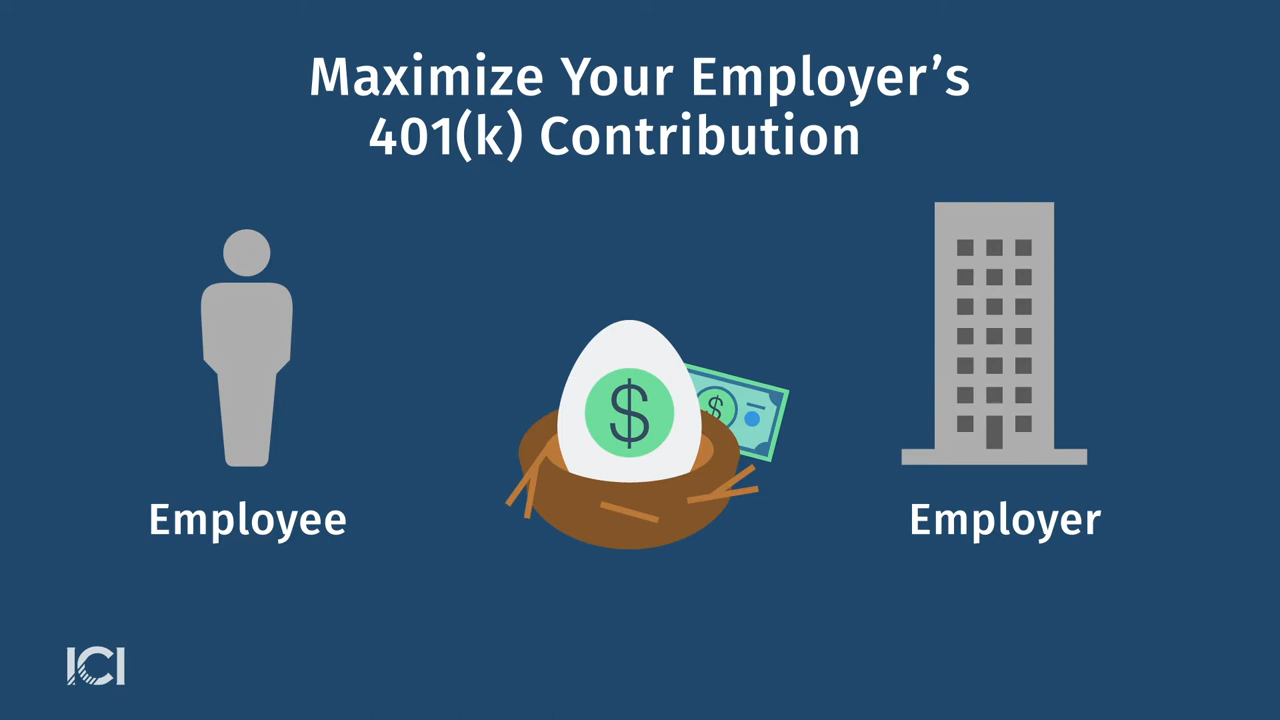 Maximize Your Employer’s
401(k) Contribution
$
$
Employee
Employer
ICI